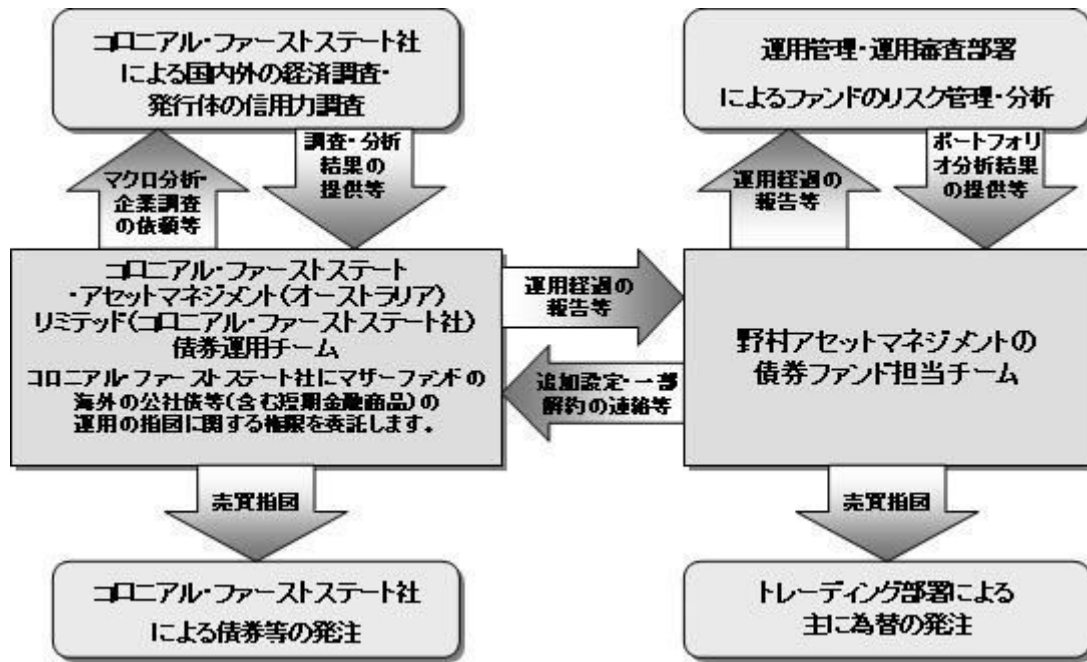 コロニアル・ファーストステート社
による国内外の経済調査・
発行体の信用力調査
運用管理・運用審査部署
によるファンドのリスク管理・分析
マクロ分析・
企業調査
の依頼等
調査・分析
結果の
提供等
運用経過の
報告等
ポートフォリ
オ分析結果
の提供等
コロニアル・ファーストステート
・アセットマネジメント(オーストラリア)
リミテッド(コロニアル・ファーストステート社)
債券運用チーム
コロニアル・ファーストステート社にマザーファンドの
海外の公社債等(含む短期金融商品)の
運用の指図に関する権限を委託します。
運用経過の
報告等
追加設定・一部
解約の連絡等
野村アセットマネジメントの
債券ファンド担当チーム
売買指図
売買指図
コロニアル・ファーストステート社
による債券等の発注
トレーディング部署による
主に為替の発注